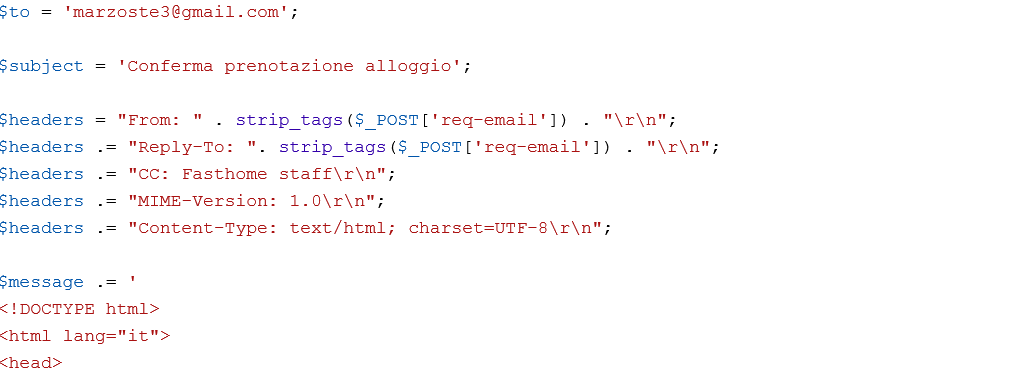 $to = 'marzoste3@gmail.com';
$subject = 'Conferma prenotazione alloggio';
$headers = "From: " . strip_tags($_POST['req-email']) . "\r\n";
$headers .= "Reply-To: ". strip_tags($_POST['req-email']) . "\r\n";
$headers .= "CC: Fasthome staff\r\n";
$headers .= "MIME-Version: 1.0\r\n";
$headers .= "Content-Type: text/html; charset=UTF-8\r\n";
$message .= '
<!DOCTYPE html>
<html lang="it">
<head>